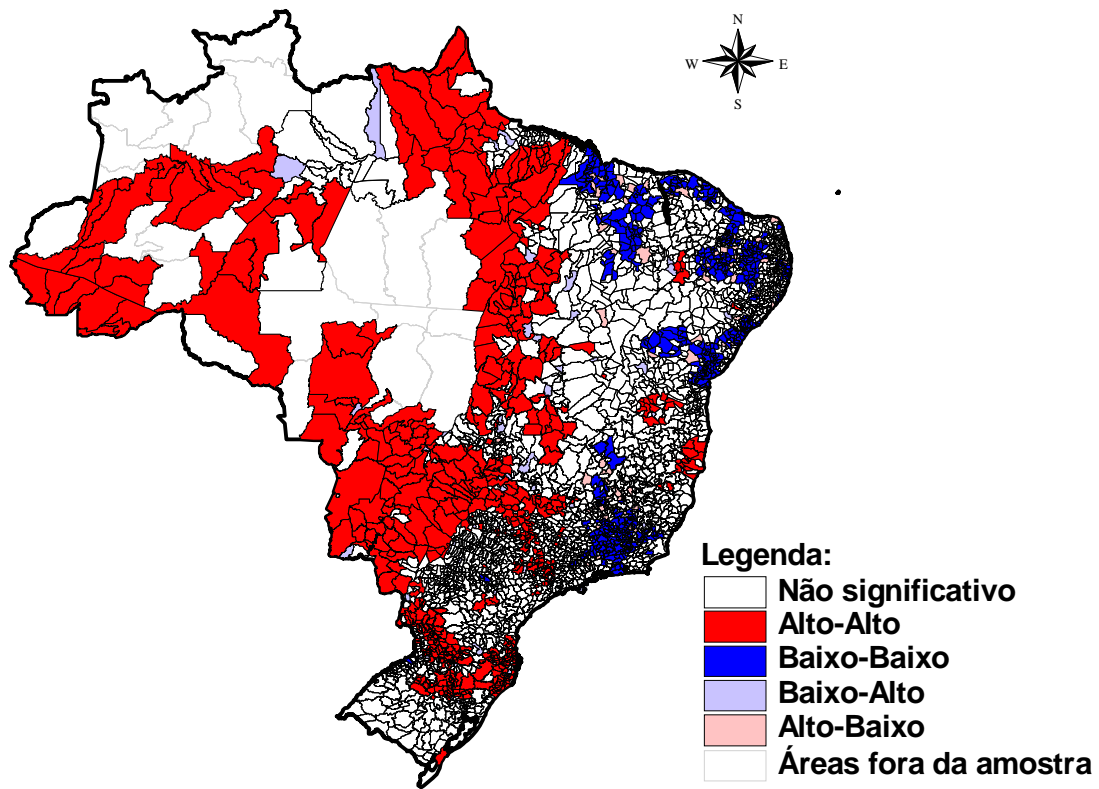 N
W E
S
Legenda:
Não significativo
Alto-Alto
Baixo-Baixo
Baixo-Alto
Alto-Baixo
Áreas fora da amostra